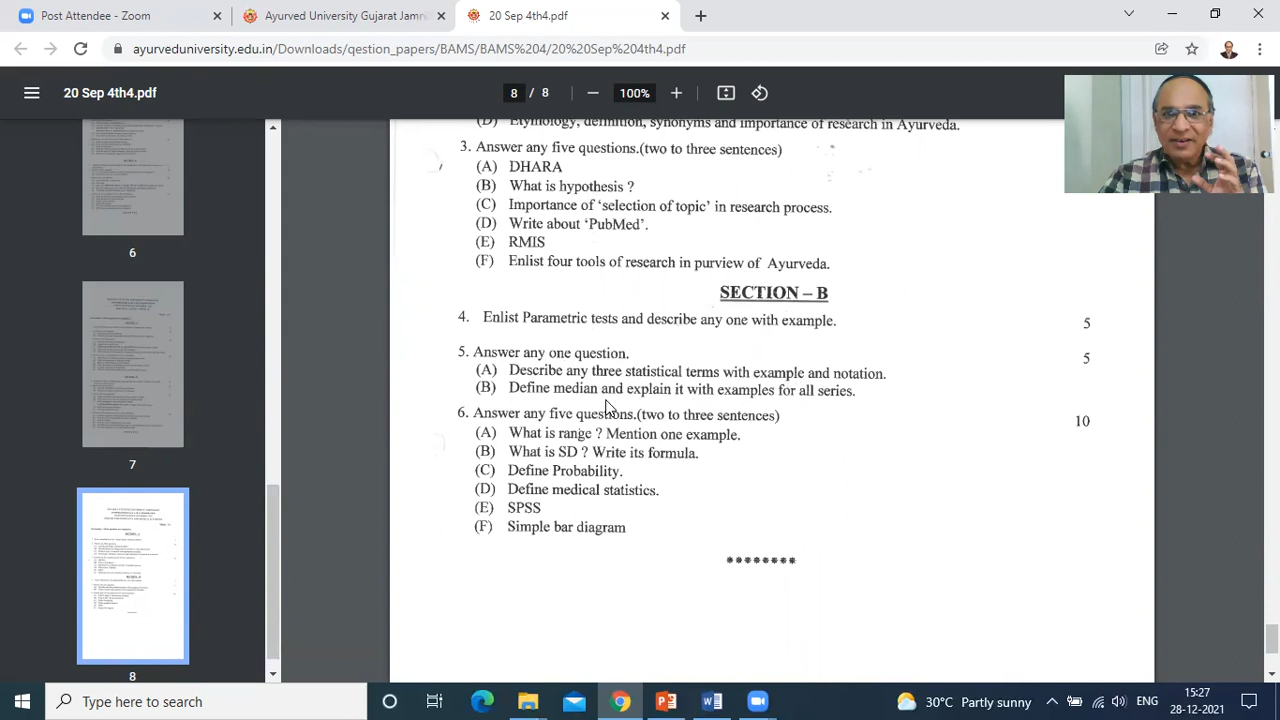 Post Attendee - Zoom
Ayurved University Gujarat Jamn
20 Sep 4th4.pdf
ayurveduniversity.edu.in/Downloads/qestion_papers/BAMS/BAMS%204/20%20Sep%204th4.pdf
20 Sep 4th4.pdf
8 / 8
100%
definition, synonyms and importance of research in Ayurveda.
3. Answer any five questions.(two to three sentences)
(A) DHARA
(B) What is hypothesis ?
(C) Importance of ‘selection of topic’ in research process.
(D) Write about ‘PubMed’.
(E) RMIS
(F) Enlist four tools of research in purview of Ayurveda.
SECTION – B
4. Enlist Parametric tests and describe any one with example. 5
5. Answer any one question. 5
(A) Describe any three statistical terms with example and notation.
(B) Define median and explain it with examples for all series.
6. Answer any five questions.(two to three sentences) 10
(A) What is range ? Mention one example.
(B) What is SD ? Write its formula.
(C) Define Probability.
(D) Define medical statistics.
(E) SPSS
(F) Simple bar diagram
********
6
7
8
Type here to search
30°C Partly sunny
ENG
15:27
28-12-2021